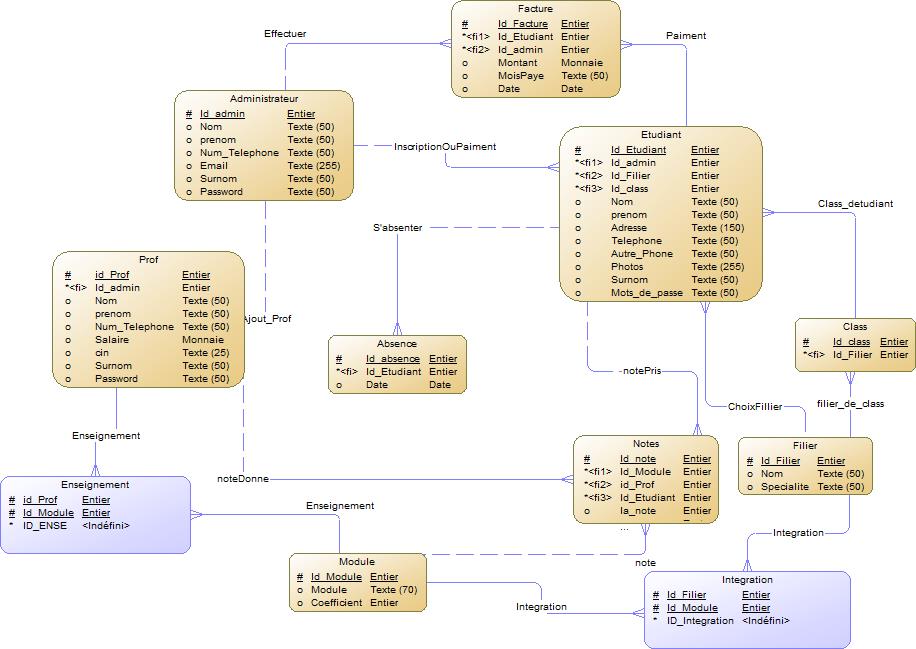 Facture
# Id_Facture Entier
*<fi1> Id_Etudiant Entier
*<fi2> Id_admin Entier
o Montant Monnaie
o MoisPaye Texte (50)
o Date Date
Effectuer
Paiment
Administrateur
# Id_admin Entier
o Nom Texte (50)
o prenom Texte (50)
o Num_Telephone Texte (50)
o Email Texte (255)
o Surnom Texte (50)
o Password Texte (50)
InscriptionOuPaiment
Etudiant
# Id_Etudiant Entier
*<fi1> Id_admin Entier
*<fi2> Id_Filier Entier
*<fi3> Id_class Entier
o Nom Texte (50)
o prenom Texte (50)
o Adresse Texte (150)
o Telephone Texte (50)
o Autre_Phone Texte (50)
o Photos Texte (255)
o Surnom Texte (50)
o Mots_de_passe Texte (50)
Class_detudiant
S'absenter
Prof
# id_Prof Entier
*<fi> Id_admin Entier
o Nom Texte (50)
o prenom Texte (50)
o Num_Telephone Texte (50)
o Salaire Monnaie
o cin Texte (25)
o Surnom Texte (50)
o Password Texte (50)
Ajout_Prof
Absence
# Id_absence Entier
*<fi> Id_Etudiant Entier
o Date Date
Class
# Id_class Entier
*<fi> Id_Filier Entier
notePris
ChoixFillier
filier_de_class
Enseignement
noteDonne
Notes
# Id_note Entier
*<fi1> Id_Module Entier
*<fi2> id_Prof Entier
*<fi3> Id_Etudiant Entier
o la_note Entier
...
Filier
# Id_Filier Entier
o Nom Texte (50)
o Specialite Texte (50)
Enseignement
# id_Prof Entier
# Id_Module Entier
* ID_ENSE <Indéfini>
Enseignement
Integration
note
Module
# Id_Module Entier
o Module Texte (70)
o Coefficient Entier
Integration
Integration
# Id_Filier Entier
# Id_Module Entier
* ID_Integration <Indéfini>